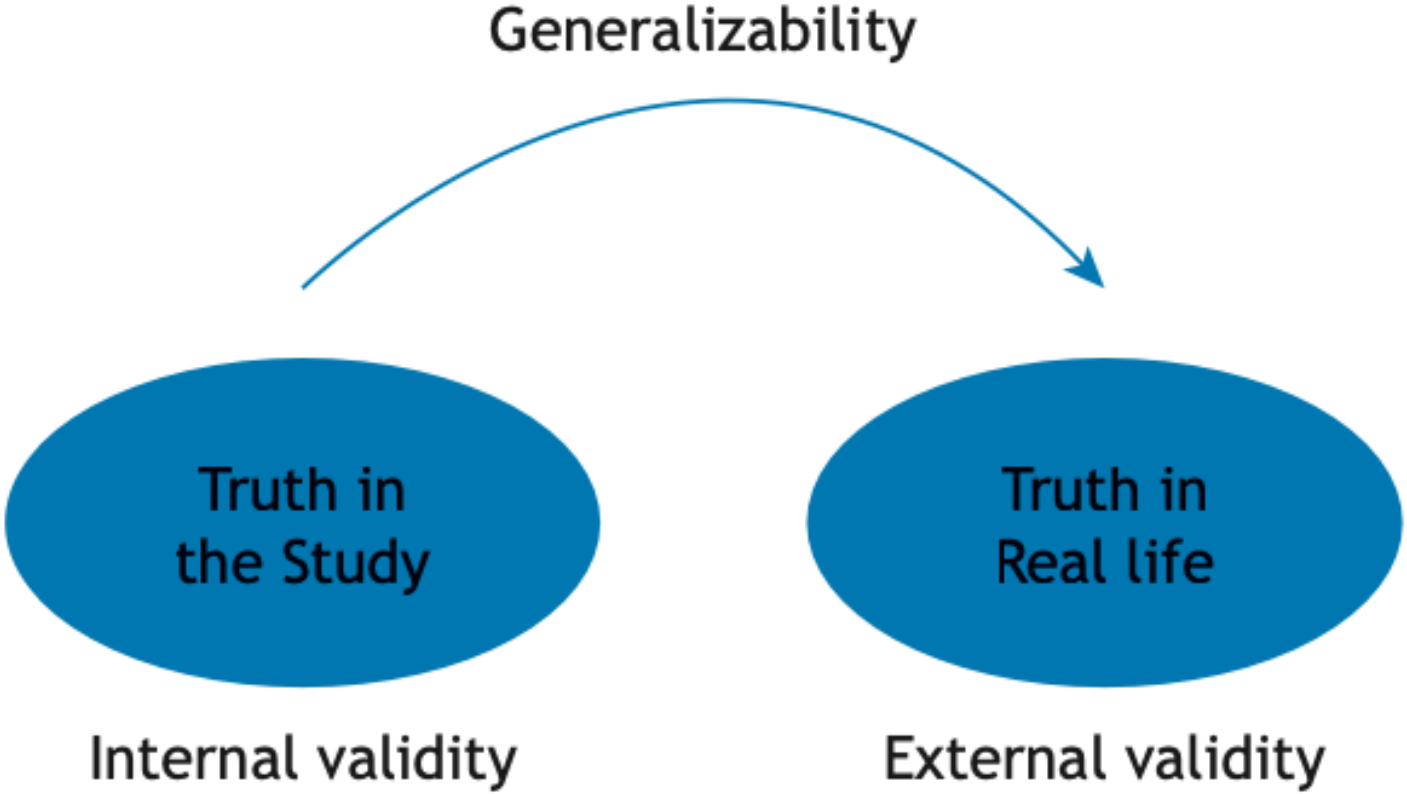 Generalizability
Truth in
the Study
Truth in
Real life
Internal validity
External validity